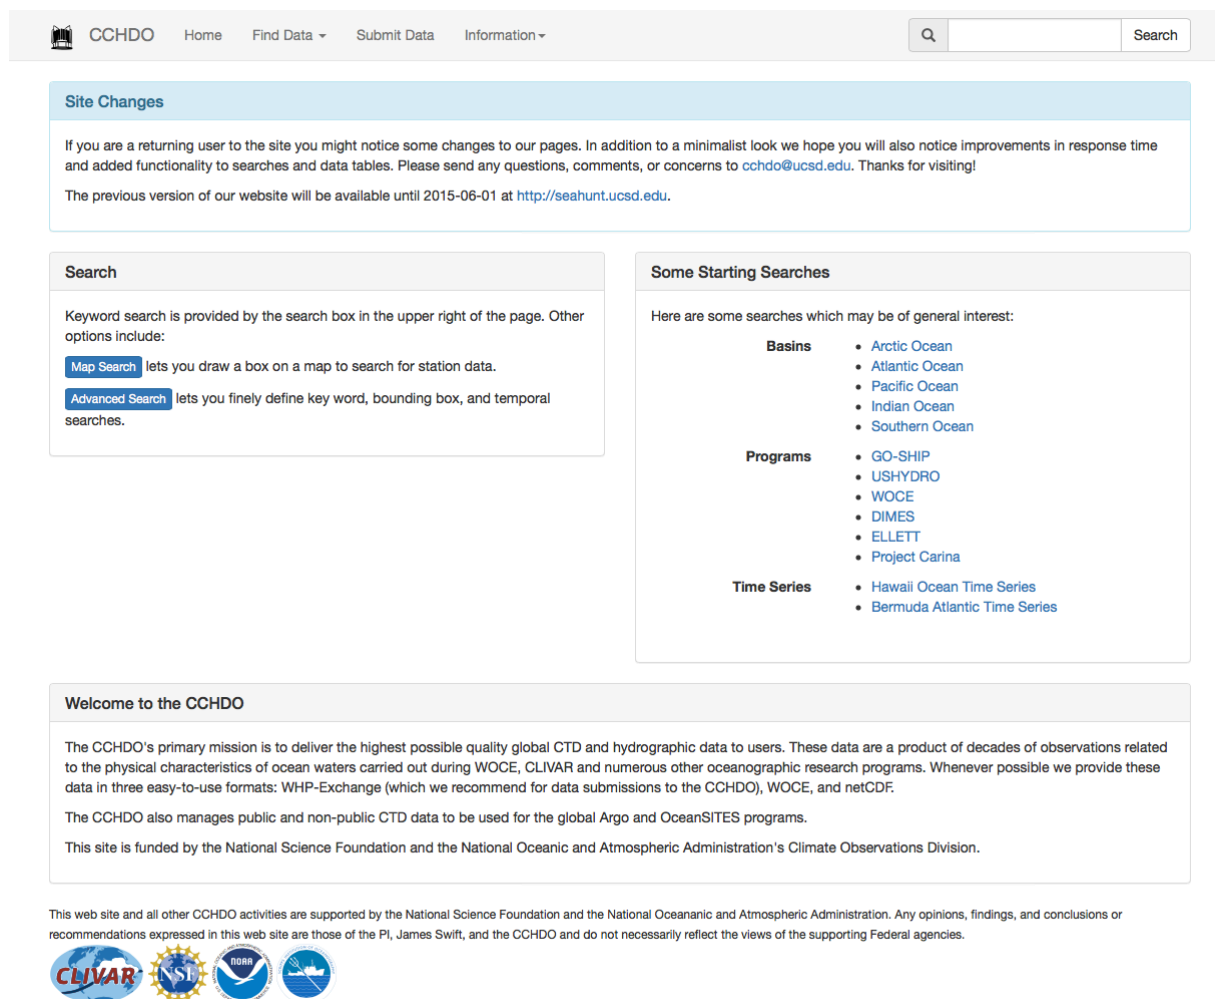 CCHDO Home Find Data Submit Data Information Search
Site Changes
If you are a returning user to the site you might notice some changes to our pages. In addition to a minimalist look we hope you will also notice improvements in response time
and added functionality to searches and data tables. Please send any questions, comments, or concerns to cchdo@ucsd.edu. Thanks for visiting!
The previous version of our website will be available until 2015-06-01 at http://seahunt.ucsd.edu.
Search
Keyword search is provided by the search box in the upper right of the page. Other
options include:
Map Search lets you draw a box on a map to search for station data.
Advanced Search lets you finely define key word, bounding box, and temporal
searches.
Some Starting Searches
Here are some searches which may be of general interest:
Basins • Arctic Ocean
• Atlantic Ocean
• Pacific Ocean
• Indian Ocean
• Southern Ocean
Programs • GO-SHIP
• USHYDRO
• WOCE
• DIMES
• ELLETT
• Project Carina
Time Series • Hawaii Ocean Time Series
• Bermuda Atlantic Time Series
Welcome to the CCHDO
The CCHDO's primary mission is to deliver the highest possible quality global CTD and hydrographic data to users. These data are a product of decades of observations related
to the physical characteristics of ocean waters carried out during WOCE, CLIVAR and numerous other oceanographic research programs. Whenever possible we provide these
data in three easy-to-use formats: WHP-Exchange (which we recommend for data submissions to the CCHDO), WOCE, and netCDF.
The CCHDO also manages public and non-public CTD data to be used for the global Argo and OceanSITES programs.
This site is funded by the National Science Foundation and the National Oceanic and Atmospheric Administration's Climate Observations Division.
This web site and all other CCHDO activities are supported by the National Science Foundation and the National Oceananic and Atmospheric Administration. Any opinions, findings, and conclusions or
recommendations expressed in this web site are those of the PI, James Swift, and the CCHDO and do not necessarily reflect the views of the supporting Federal agencies.
CLIVAR NSF NOAA